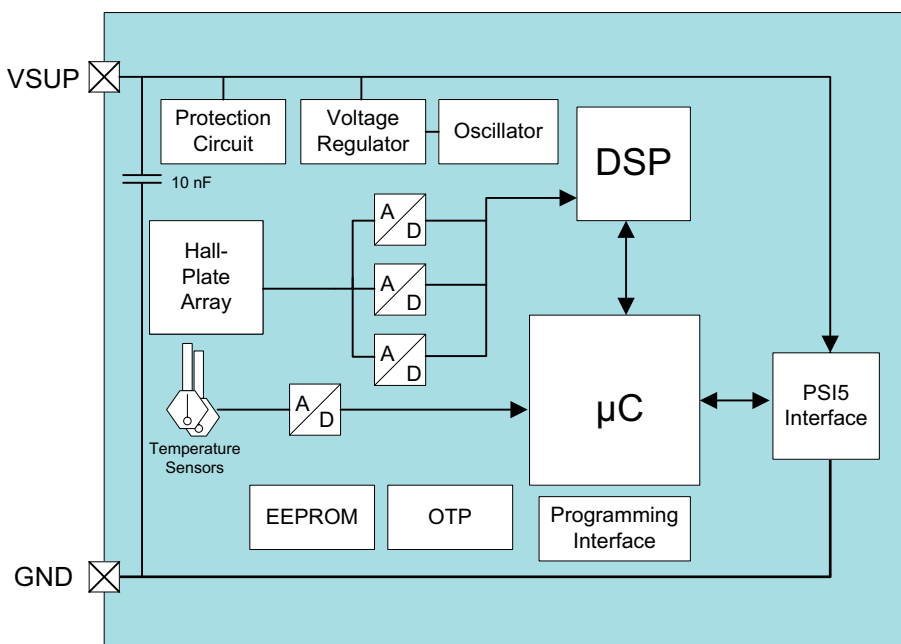 VSUP
Protection
Circuit
Voltage
Regulator
Oscillator
DSP
10 nF
Hall-
Plate
Array
A
D
A
D
A
D
A
D
Temperature
Sensors
µC
PSI5
Interface
EEPROM
OTP
Programming
Interface
GND